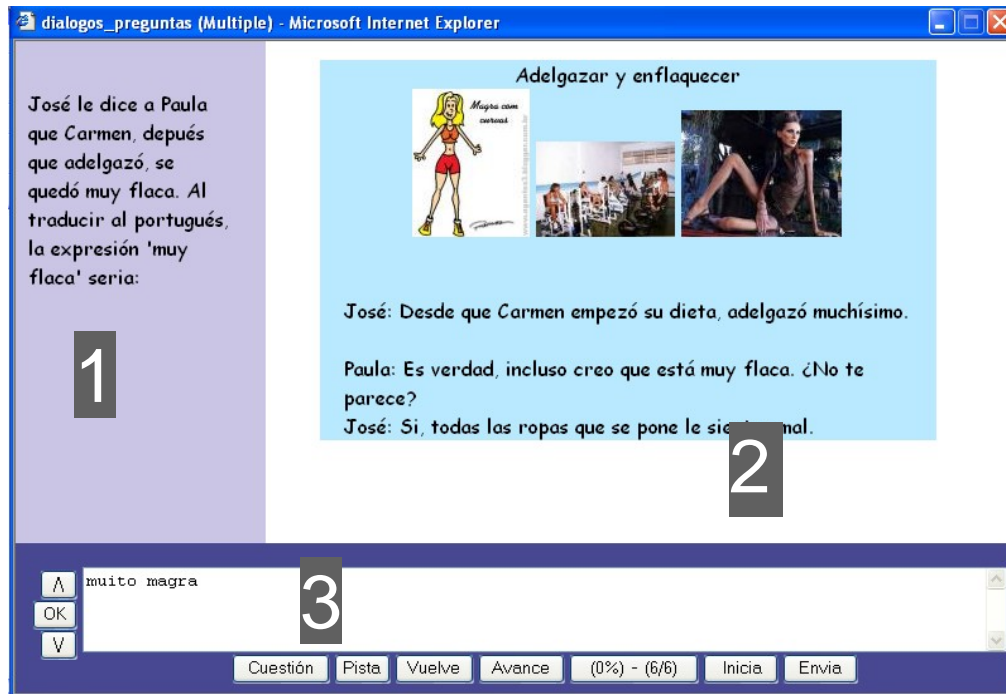 dialogos_preguntas (Multiple) - Microsoft Internet Explorer
José le dice a Paula
que Carmen, depués
que adelgazó, se
quedó muy flaca. Al
traducir al portugués,
la expresión 'muy
flaca' seria:
1
Adelgazar y enflaquecer
Magra com
curvas
José: Desde que Carmen empezó su dieta, adelgazó muchísimo.
Paula: Es verdad, incluso creo que está muy flaca. ¿No te
parece?
José: Si, todas las ropas que se pone le mal.
2
Λ
OK
V
muito magra
3
Cuestión Pista Vuelve Avance (0%) - (6/6) Inicia Envia